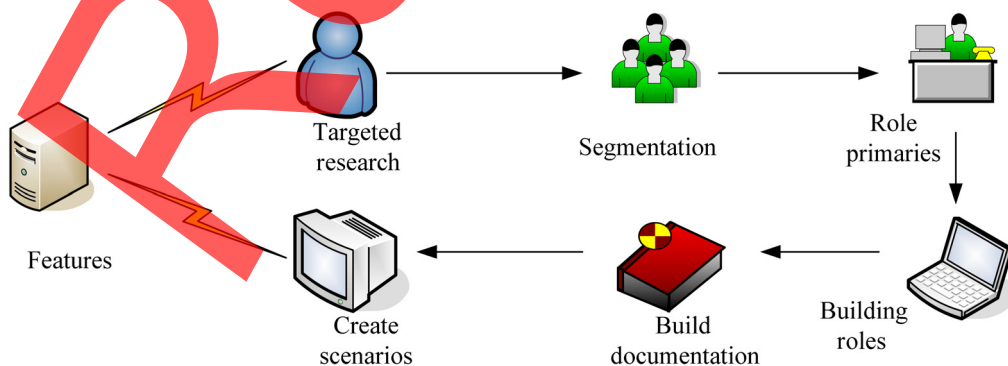 Targeted
research
Segmentation
Role
primaries
Features
Create
scenarios
Build
documentation
Building
roles